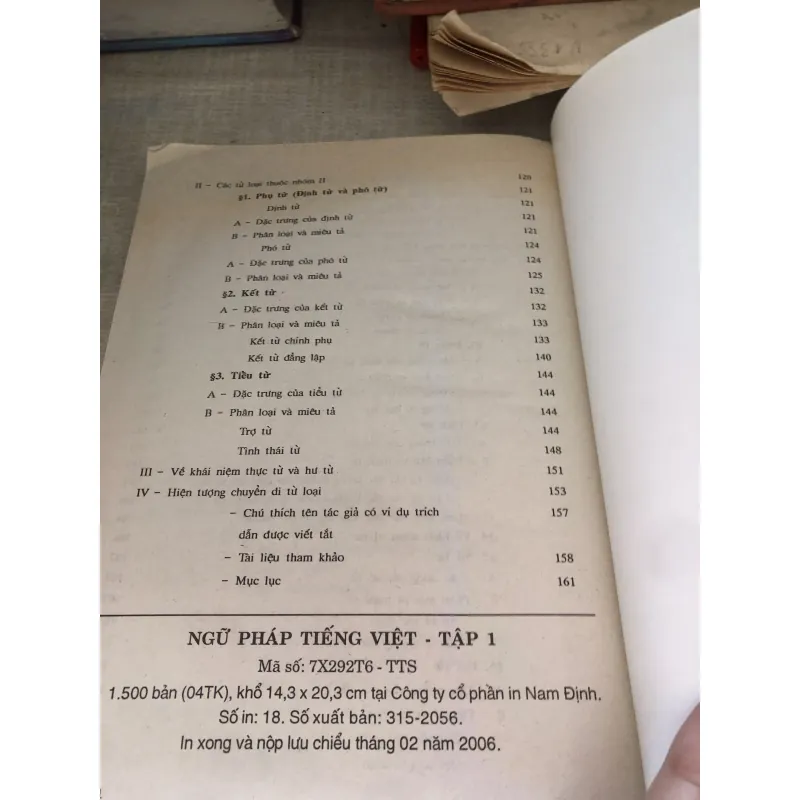 II – Các từ loại thuộc nhóm II 120
§1. Phụ từ (Định từ và phó từ) 121
Định từ 121
A – Đặc trưng của định từ 121
B – Phân loại và miêu tả 121
Phó từ 124
A – Đặc trưng của phó từ 124
B – Phân loại và miêu tả 125
§2. Kết từ 132
A – Đặc trưng của kết từ 132
B – Phân loại và miêu tả 133
Kết từ chính phụ 133
Kết từ đẳng lập 140
§3. Tiểu từ 144
A – Đặc trưng của tiểu từ 144
B – Phân loại và miêu tả 144
Trợ từ 144
Tình thái từ 148
III – Về khái niệm thực từ và hư từ 151
IV – Hiện tượng chuyển di từ loại 153
– Chú thích tên tác giả có ví dụ trích 157
dẫn được viết tắt
– Tài liệu tham khảo 158
– Mục lục 161
NGỮ PHÁP TIẾNG VIỆT - TẬP 1
Mã số: 7X292T6 - TTS
1.500 bản (04TK), khổ 14,3 x 20,3 cm tại Công ty cổ phần in Nam Định.
Số in: 18. Số xuất bản: 315-2056.
In xong và nộp lưu chiểu tháng 02 năm 2006.